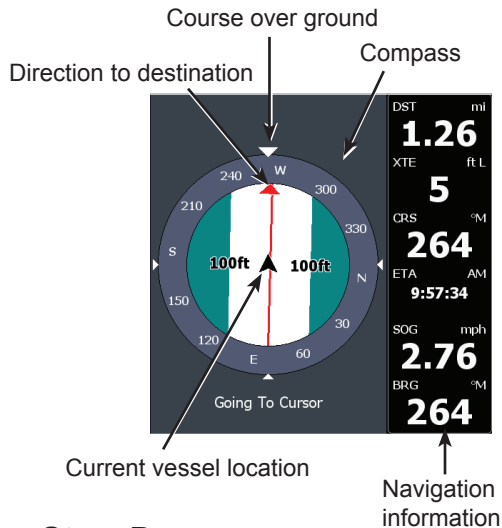 Course over ground
Compass
Direction to destination
DST mi
1.26
XTE ft L
5
CRS °M
264
ETA AM
9:57:34
SOG mph
2.76
BRG °M
264
W
240
300
210
330
S
N
100ft 100ft
150
30
120
60
E
Going To Cursor
Current vessel location
Navigation
information